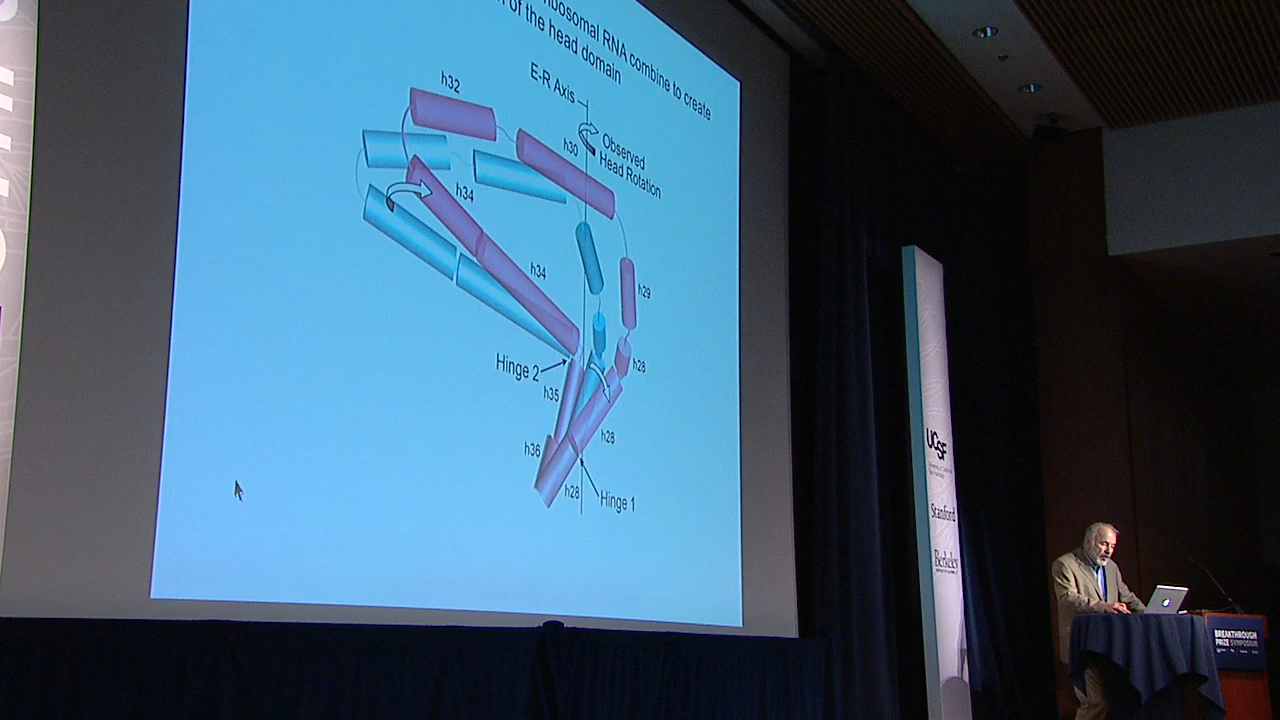 ribosomal RNA combine to create
of the head domain
h32
E-R Axis
h30
Observed
Head Rotation
h34
h34
h29
Hinge 2
h28
h35
h28
h36
h28
Hinge 1
UCSF
Stanford
Berkeley
BREAKTHROUGH
PRIZE SYMPOSIUM